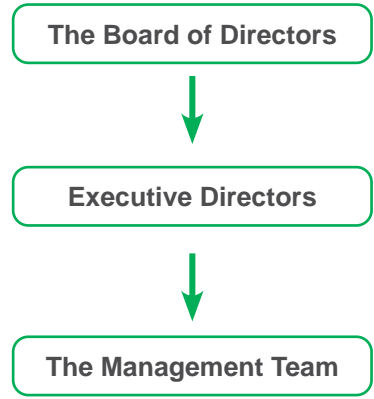 The Board of Directors
Executive Directors
The Management Team